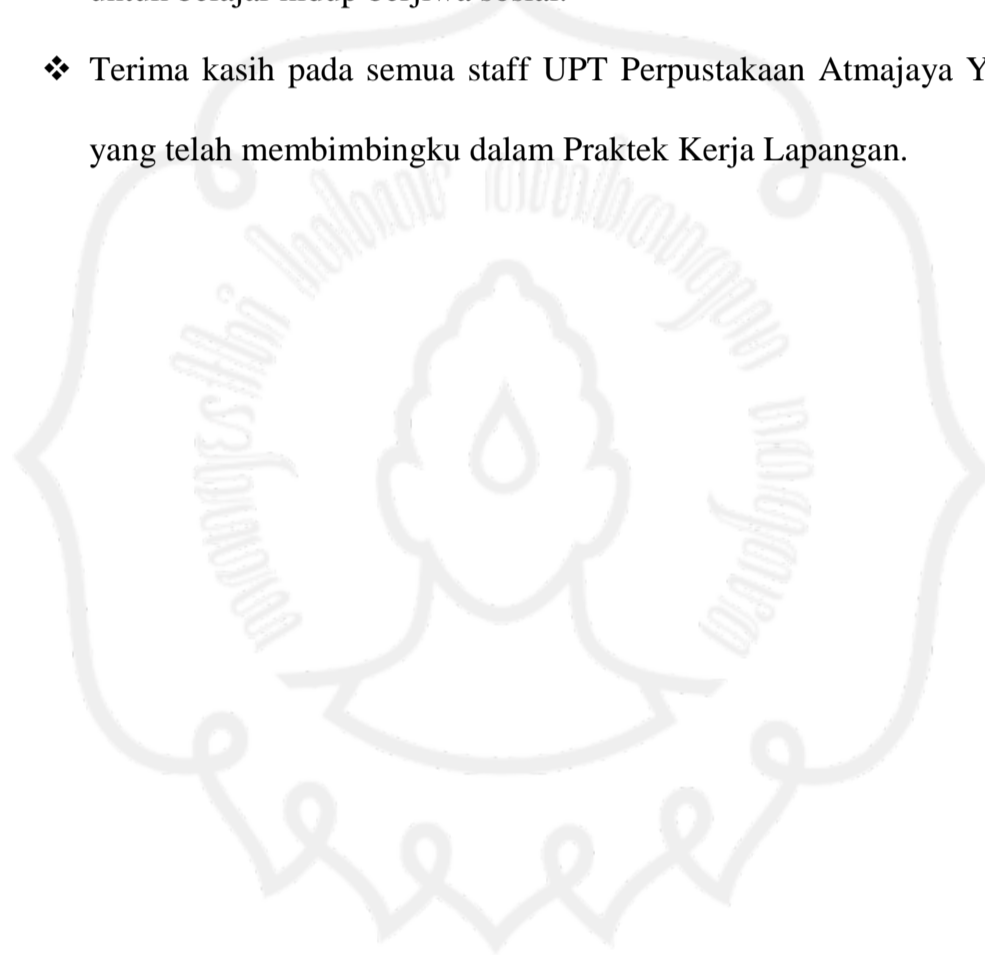 ❖ Terima kasih pada semua staff UPT Perpustakaan Atmajaya Y
yang telah membimbingku dalam Praktek Kerja Lapangan.